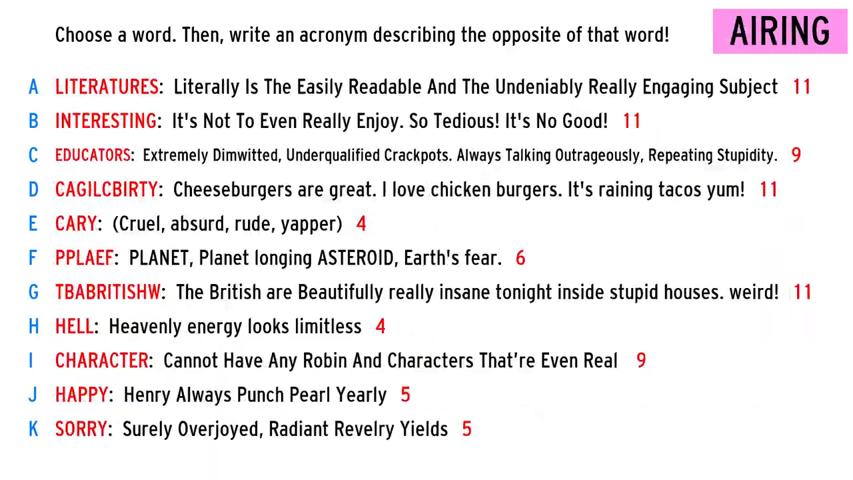 Choose a word. Then, write an acronym describing the opposite of that word!
AIRING
A LITERATURES: Literally Is The Easily Readable And The Undeniably Really Engaging Subject 11
B INTERESTING: It's Not To Even Really Enjoy. So Tedious! It's No Good! 11
C EDUCATORS: Extremely Dimwitted, Underqualified Crackpots. Always Talking Outrageously, Repeating Stupidity. 9
D CAGILCBIRTY: Cheeseburgers are great. I love chicken burgers. It's raining tacos yum! 11
E CARY: (Cruel, absurd, rude, yapper) 4
F PPLAEF: PLANET, Planet longing ASTEROID, Earth's fear. 6
G TBABRITISHW: The British are Beautifully really insane tonight inside stupid houses. weird! 11
H HELL: Heavenly energy looks limitless 4
I CHARACTER: Cannot Have Any Robin And Characters That're Even Real 9
J HAPPY: Henry Always Punch Pearl Yearly 5
K SORRY: Surely Overjoyed, Radiant Revelry Yields 5